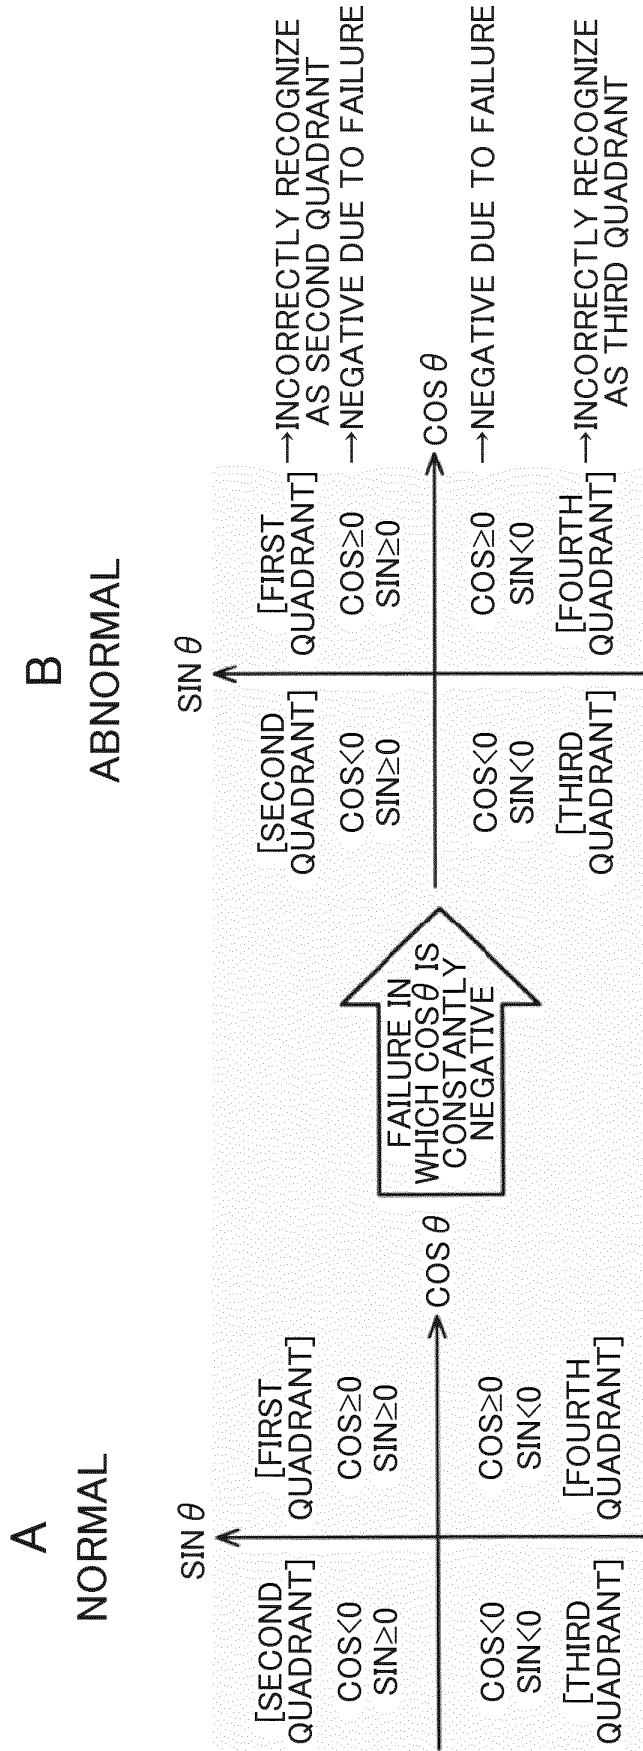 A
NORMAL
SIN θ
[SECOND
QUADRANT]
COS<0
SIN≥0
[FIRST
QUADRANT]
COS≥0
SIN≥0
COS θ
COS<0
SIN<0
[THIRD
QUADRANT]
COS≥0
SIN<0
[FOURTH
QUADRANT]
FAILURE IN
WHICH COSθ IS
CONSTANTLY
NEGATIVE
B
ABNORMAL
SIN θ
[SECOND
QUADRANT]
COS<0
SIN≥0
[FIRST
QUADRANT]
COS≥0
SIN≥0
→INCORRECTLY RECOGNIZE
AS SECOND QUADRANT
→NEGATIVE DUE TO FAILURE
COS θ
COS<0
SIN<0
[THIRD
QUADRANT]
COS≥0
SIN<0
[FOURTH
QUADRANT]
→NEGATIVE DUE TO FAILURE
→INCORRECTLY RECOGNIZE
AS THIRD QUADRANT